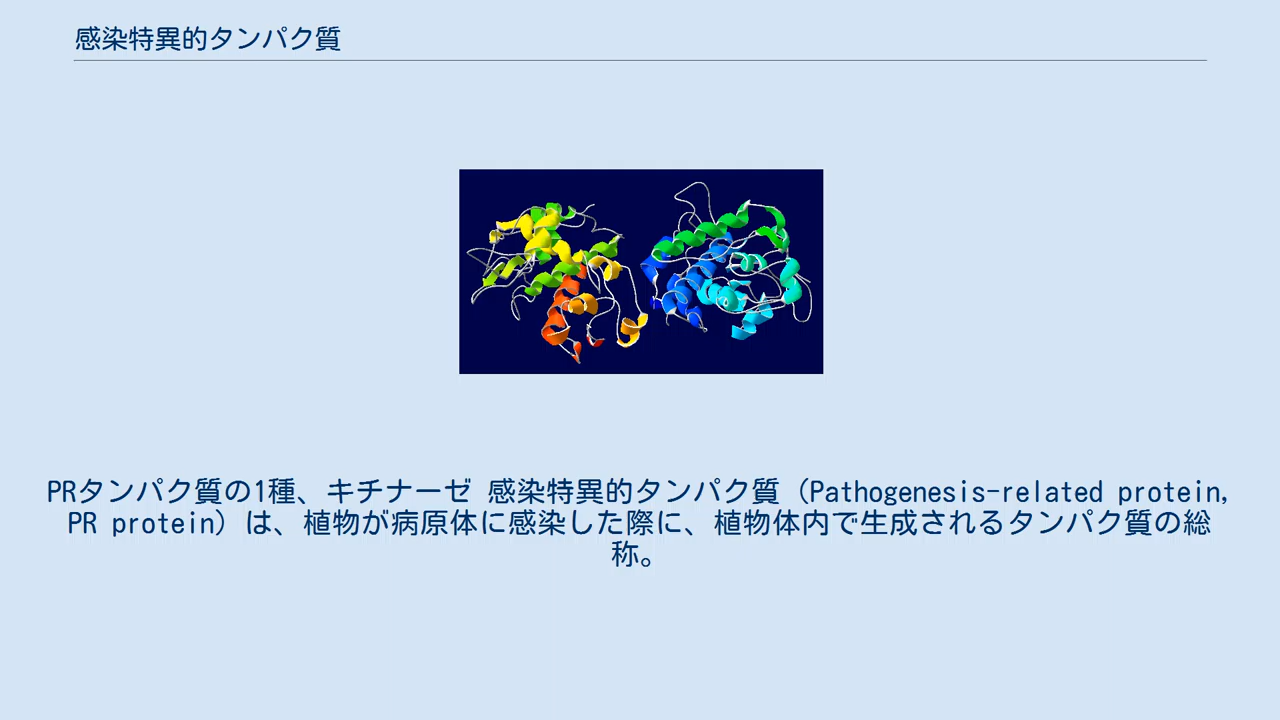 感染特異的タンパク質
PRタンパク質の1種、キチナーゼ 感染特異的タンパク質（Pathogenesis-related protein,
PR protein）は、植物が病原体に感染した際に、植物体内で生成されるタンパク質の総
称。